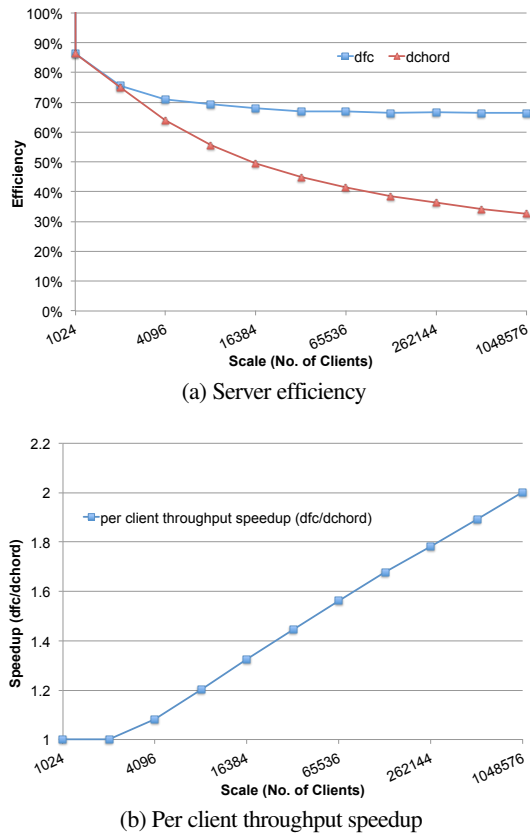 100%
90%
80%
70%
60%
50%
40%
30%
20%
10%
0%
Efficiency
dfc dchord
1024 4096 16384 65536 262144 1048576
Scale (No. of Clients)
(a) Server efficiency
2.2
2
1.8
1.6
1.4
1.2
1
Speedup (dfc/dchord)
per client throughput speedup (dfc/dchord)
1024 4096 16384 65536 262144 1048576
Scale (No. of Clients)
(b) Per client throughput speedup